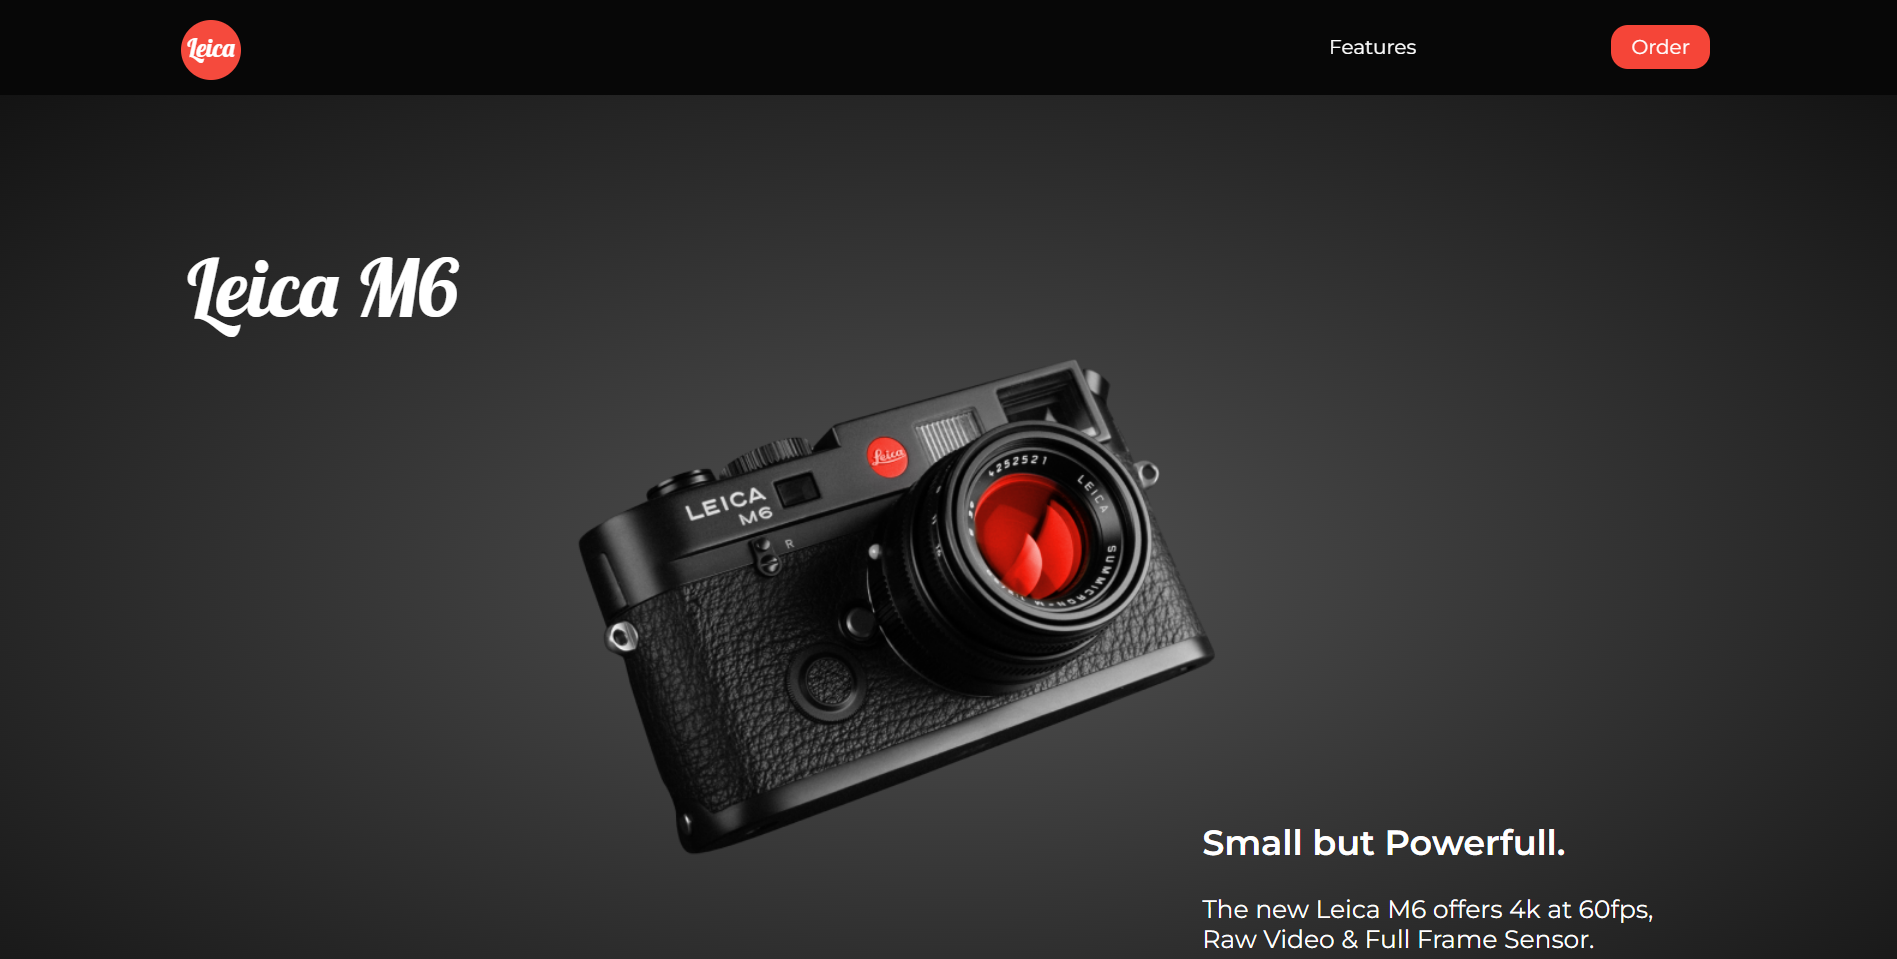 Leica
Features
Order
Leica M6
Leica
LEICA
M6
R
4252521
LEICA
SUMMICRON-M
Small but Powerfull.
The new Leica M6 offers 4k at 60fps,
Raw Video & Full Frame Sensor.